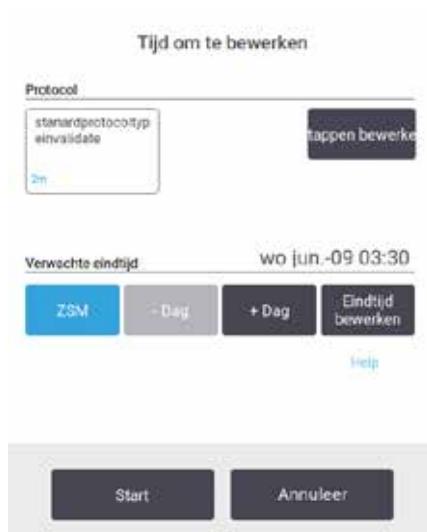 Tijd om te bewerken
Protocol
stanardprotocoltyp
einvalidate
tappen bewerke
2m
Verwachte eindtijd
wo jun.-09 03:30
ZSM
- Dag
+ Dag
Eindtijd
bewerken
Help
Start
Annuleer